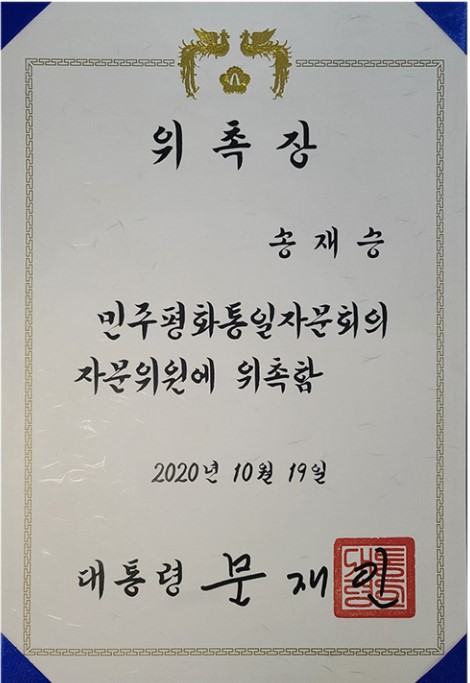 위촉장
송재승
민주평화통일자문회의
자문위원에 위촉함
2020년 10월 19일
대통령 문재인